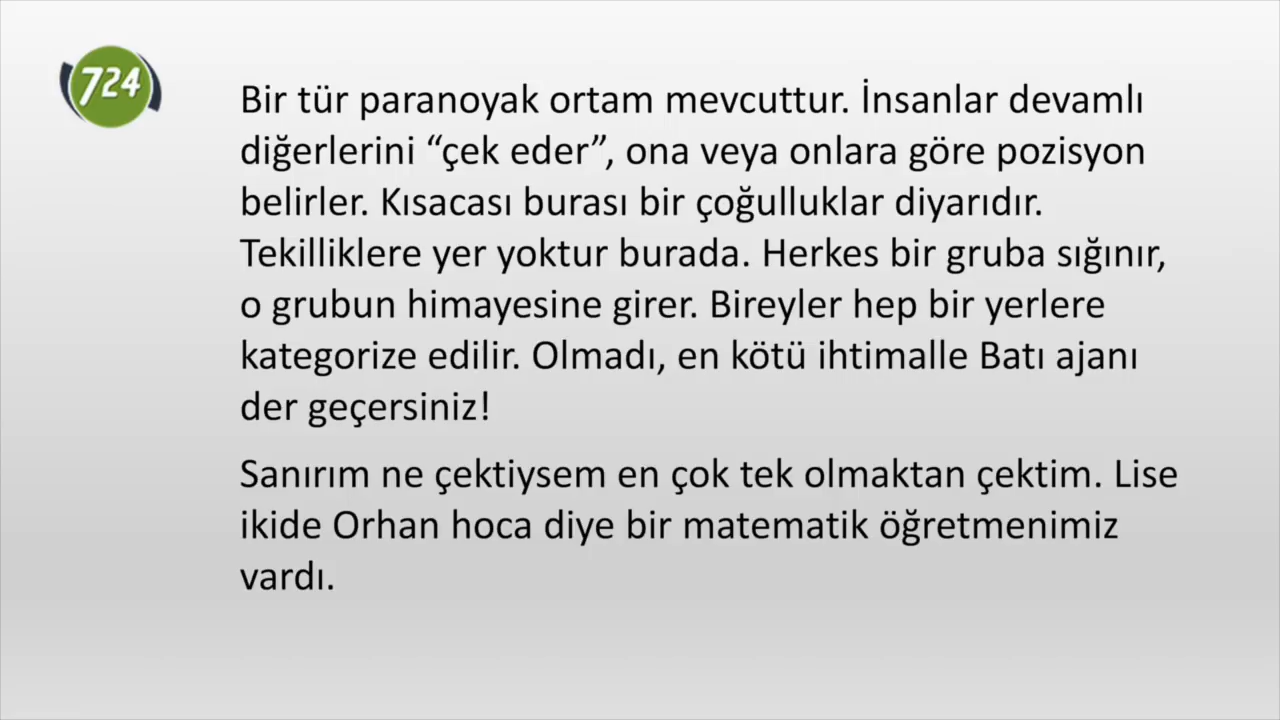 724
Bir tür paranoyak ortam mevcuttur. İnsanlar devamlı
diğerlerini “çek eder”, ona veya onlara göre pozisyon
belirler. Kısacası burası bir çoğulluklar diyarıdır.
Tekilliklere yer yoktur burada. Herkes bir gruba sığınır,
o grubun himayesine girer. Bireyler hep bir yerlere
kategorize edilir. Olmadı, en kötü ihtimalle Batı ajanı
der geçersiniz!
Sanırım ne çektiysem en çok tek olmaktan çektim. Lise
ikide Orhan hoca diye bir matematik öğretmenimiz
vardı.